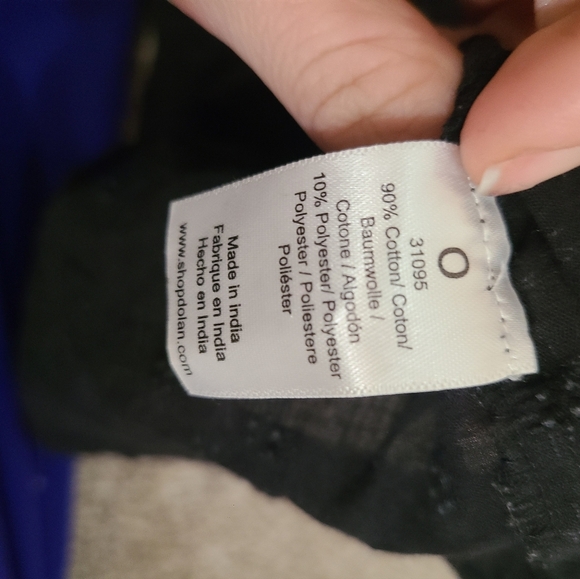 O
31095
90% Cotton/ Coton/
Baumwolle /
Cotone / Algodón
10% Polyester/ Polyester
Polyester / Poliestere
Poliéster
Made in india
Fabrique en India
Hecho en India
www.shopdolan.com